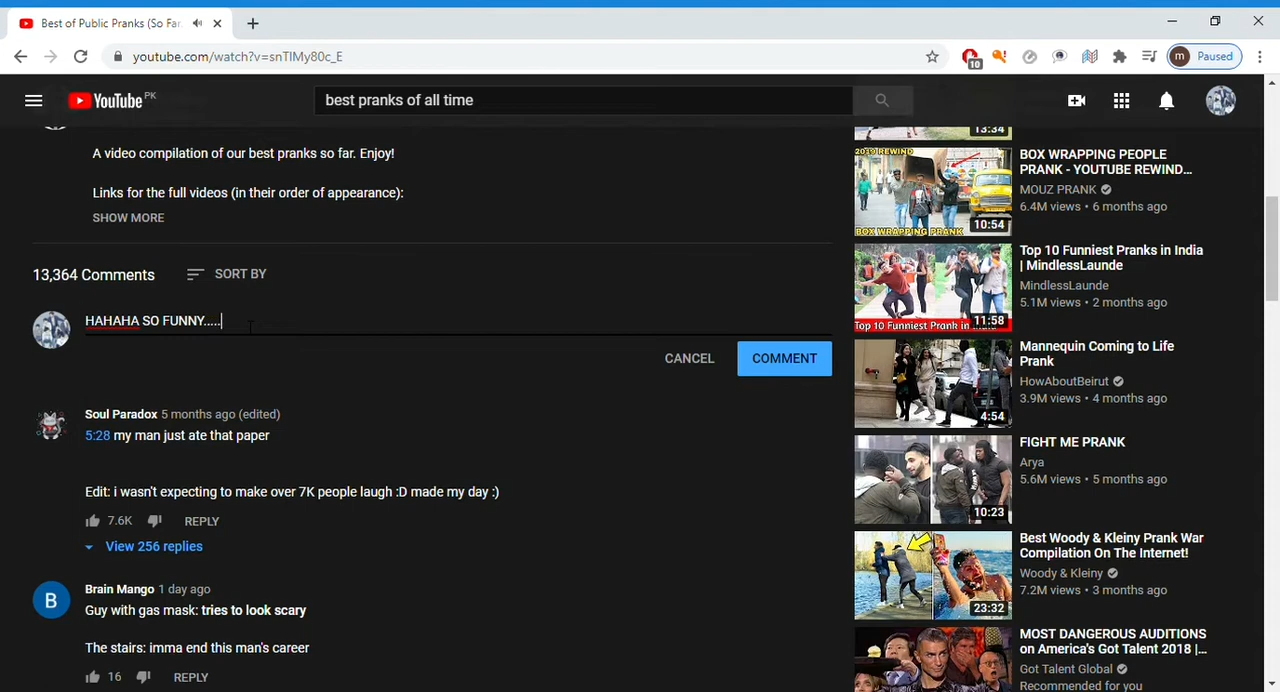 Best of Public Pranks (So Far
youtube.com/watch?v=snTIMy80c_E
10
m
Paused
YouTube PK
best pranks of all time
A video compilation of our best pranks so far. Enjoy!
Links for the full videos (in their order of appearance):
SHOW MORE
13,364 Comments
SORT BY
HAHAHA SO FUNNY.....
CANCEL
COMMENT
Soul Paradox 5 months ago (edited)
5:28 my man just ate that paper
Edit: i wasn't expecting to make over 7K people laugh :D made my day :)
7.6K
REPLY
View 256 replies
B
Brain Mango 1 day ago
Guy with gas mask: tries to look scary
The stairs: imma end this man's career
16
REPLY
13:34
2019 REWIND
BOX WRAPPING PRANK
10:54
BOX WRAPPING PEOPLE
PRANK - YOUTUBE REWIND...
MOUZ PRANK
6.4M views • 6 months ago
Top 10 Funniest Prank in
11:58
Top 10 Funniest Pranks in India
| MindlessLaunde
MindlessLaunde
5.1M views • 2 months ago
4:54
Mannequin Coming to Life
Prank
HowAboutBeirut
3.9M views • 4 months ago
10:23
FIGHT ME PRANK
Arya
5.6M views • 5 months ago
23:32
Best Woody & Kleiny Prank War
Compilation On The Internet!
Woody & Kleiny
7.2M views • 3 months ago
MOST DANGEROUS AUDITIONS
on America's Got Talent 2018 |...
Got Talent Global
Recommended for you